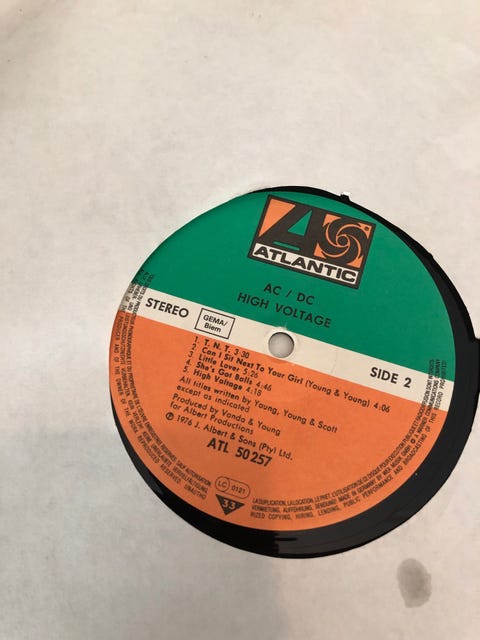 ATLANTIC
AC / DC
HIGH VOLTAGE
STEREO
GEMA/
Biem
SIDE 2
1. T. N. T. 3:30
2. Can I Sit Next To Your Girl (Young & Young) 4:06
3. Little Lover 5:26
4. She's Got Balls 4:46
5. High Voltage 4:18
All titles written by Young, Young & Scott
except as indicated
Produced by Vanda & Young
for Albert Productions.
℗ 1976 J. Albert & Sons (Pty) Ltd.
ATL 50 257
LC 0121
33